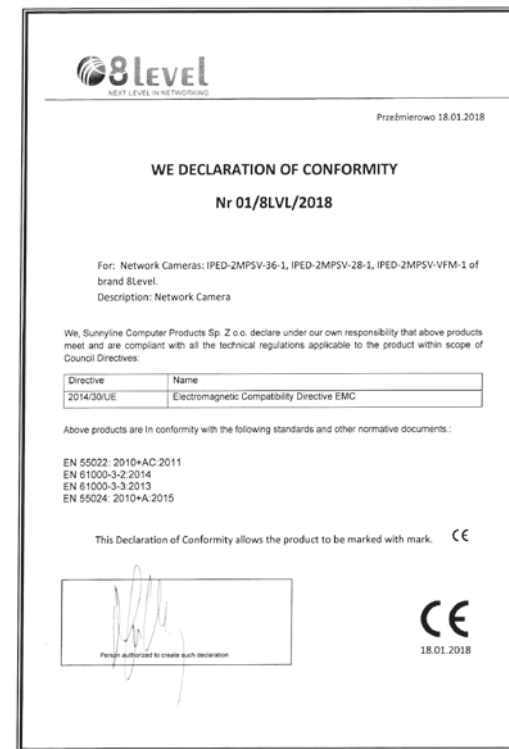 8level
NEXT LEVEL IN NETWORKING
Przeźmierowo 18.01.2018
WE DECLARATION OF CONFORMITY
Nr 01/8LVL/2018
For: Network Cameras: IPED-2MPSV-36-1, IPED-2MPSV-28-1, IPED-2MPSV-VFM-1 of
brand 8Level.
Description: Network Camera
We, Sunnyline Computer Products Sp. Z o.o. declare under our own responsibility that above products
meet and are compliant with all the technical regulations applicable to the product within scope of
Council Directives:
Directive Name
2014/30/UE Electromagnetic Compatibility Directive EMC
Above products are In conformity with the following standards and other normative documents.:
EN 55022: 2010+AC:2011
EN 61000-3-2:2014
EN 61000-3-3:2013
EN 55024: 2010+A:2015
This Declaration of Conformity allows the product to be marked with mark. CE
Person authorized to create such declaration
CE
18.01.2018